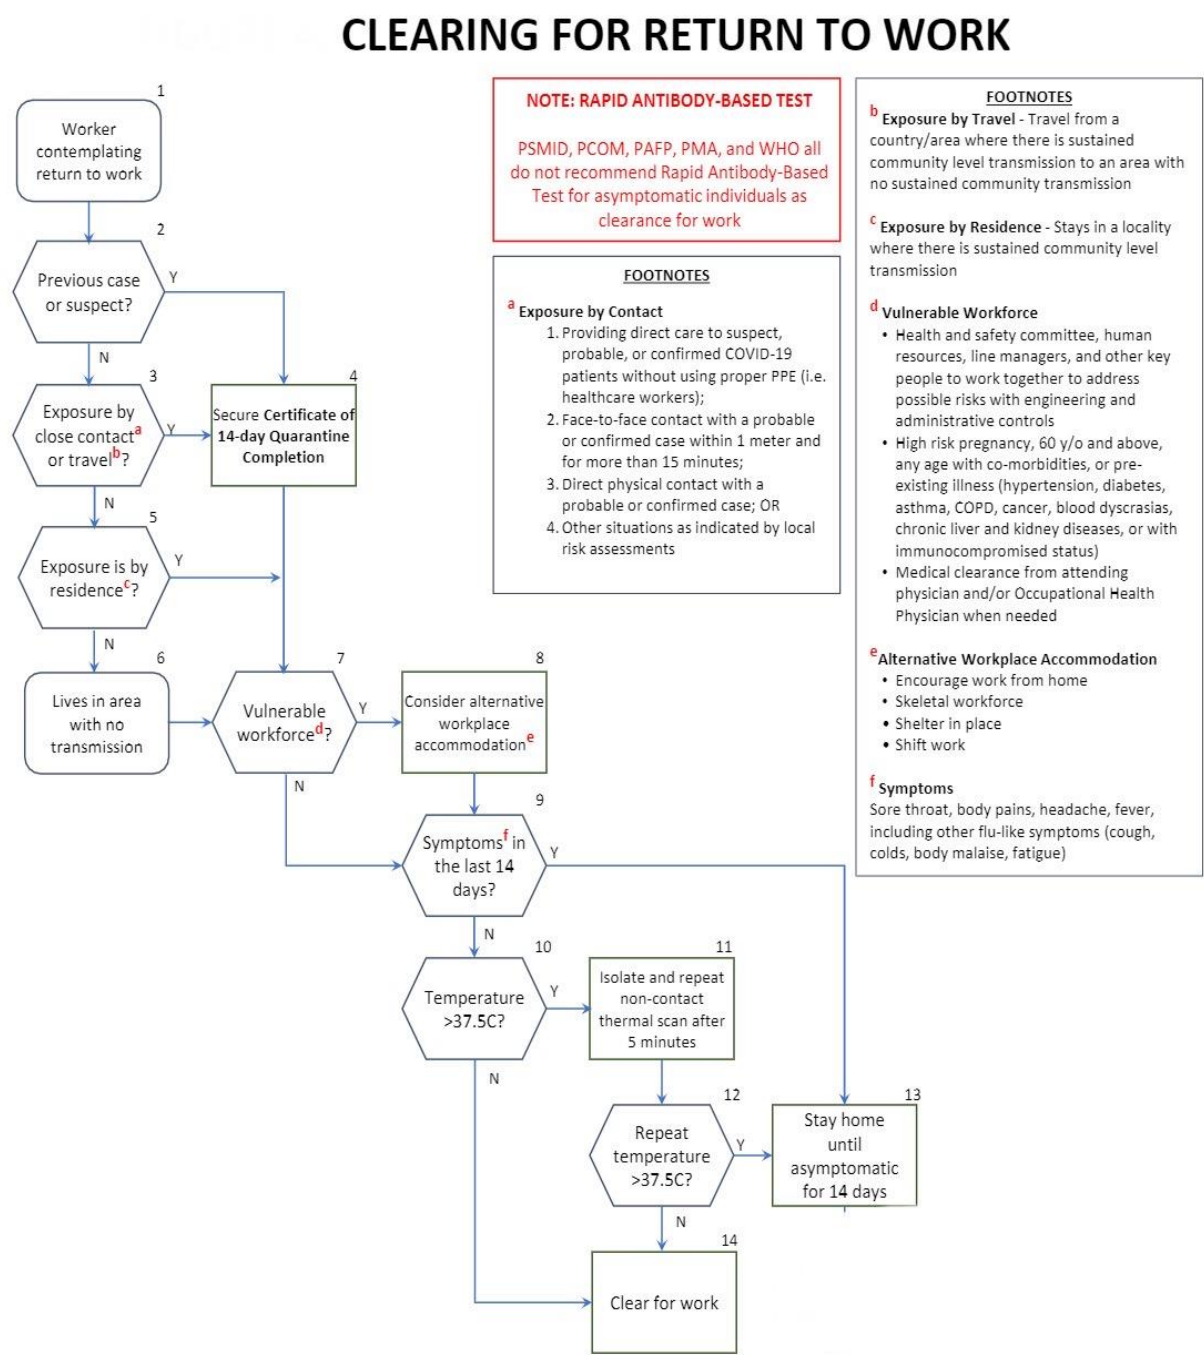 CLEARING FOR RETURN TO WORK
1
Worker
contemplating
return to work
2
Previous case
or suspect?
Y
N
3
Exposure by
close contact^a
or travel^b?
Y
N
4
Secure Certificate of
14-day Quarantine
Completion
5
Exposure is by
residence^c?
Y
N
6
Lives in area
with no
transmission
7
Vulnerable
workforce^d?
Y
N
8
Consider alternative
workplace
accommodation^e
9
Symptoms^f in
the last 14
days?
Y
N
10
Temperature
>37.5C?
Y
N
11
Isolate and repeat
non-contact
thermal scan after
5 minutes
12
Repeat
temperature
>37.5C?
Y
N
13
Stay home
until
asymptomatic
for 14 days
14
Clear for work
NOTE: RAPID ANTIBODY-BASED TEST
PSMID, PCOM, PAFP, PMA, and WHO all
do not recommend Rapid Antibody-Based
Test for asymptomatic individuals as
clearance for work
FOOTNOTES
a Exposure by Contact
1. Providing direct care to suspect,
probable, or confirmed COVID-19
patients without using proper PPE (i.e.
healthcare workers);
2. Face-to-face contact with a probable
or confirmed case within 1 meter and
for more than 15 minutes;
3. Direct physical contact with a
probable or confirmed case; OR
4. Other situations as indicated by local
risk assessments
FOOTNOTES
b Exposure by Travel - Travel from a
country/area where there is sustained
community level transmission to an area with
no sustained community transmission
c Exposure by Residence - Stays in a locality
where there is sustained community level
transmission
d Vulnerable Workforce
• Health and safety committee, human
resources, line managers, and other key
people to work together to address
possible risks with engineering and
administrative controls
• High risk pregnancy, 60 y/o and above,
any age with co-morbidities, or pre-
existing illness (hypertension, diabetes,
asthma, COPD, cancer, blood dyscrasias,
chronic liver and kidney diseases, or with
immunocompromised status)
• Medical clearance from attending
physician and/or Occupational Health
Physician when needed
e Alternative Workplace Accommodation
• Encourage work from home
• Skeletal workforce
• Shelter in place
• Shift work
f Symptoms
Sore throat, body pains, headache, fever,
including other flu-like symptoms (cough,
colds, body malaise, fatigue)